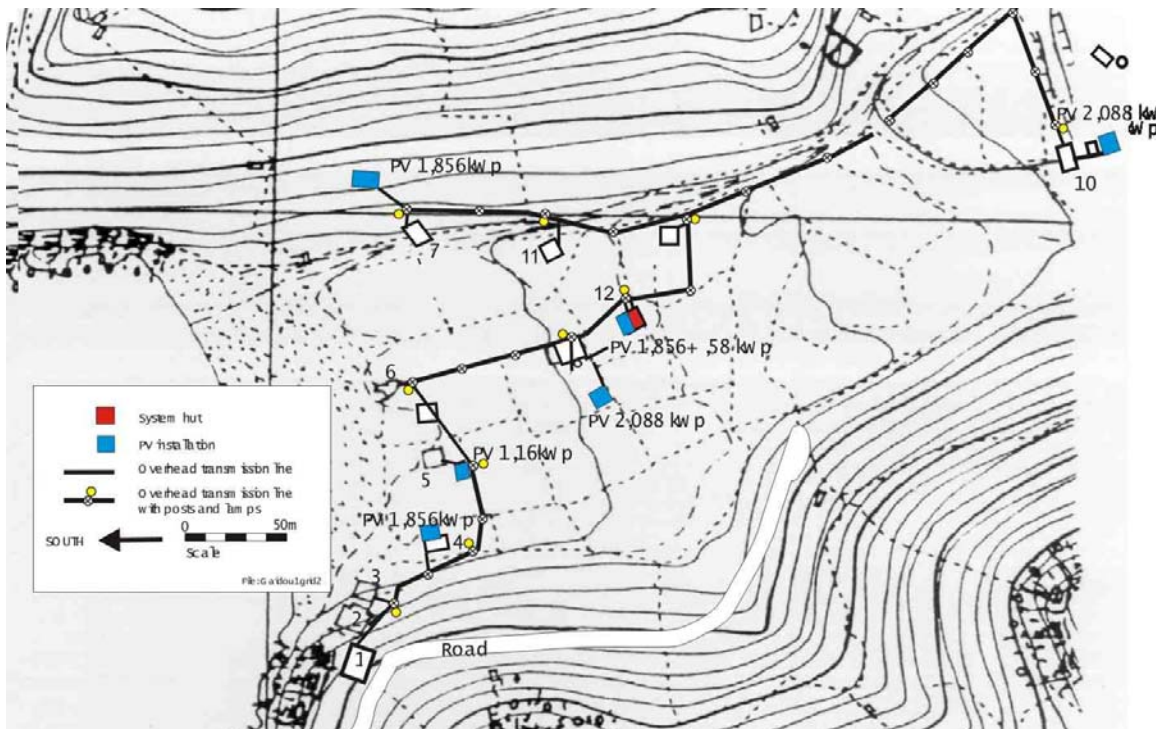 PV 2,088 kw
kw p
10
PV 1,856kw p
7
11
12
PV 1,856+ ,58 kw p
6
PV 2,088 kw p
PV 1,16kw p
5
PV 1,856kw p
4
3
2
1
Road
System hut
PV installation
Overhead transmission line
Overhead transmission line
with posts and lamps
SOUTH
0
50m
Scale
File:Gaidou1grid2